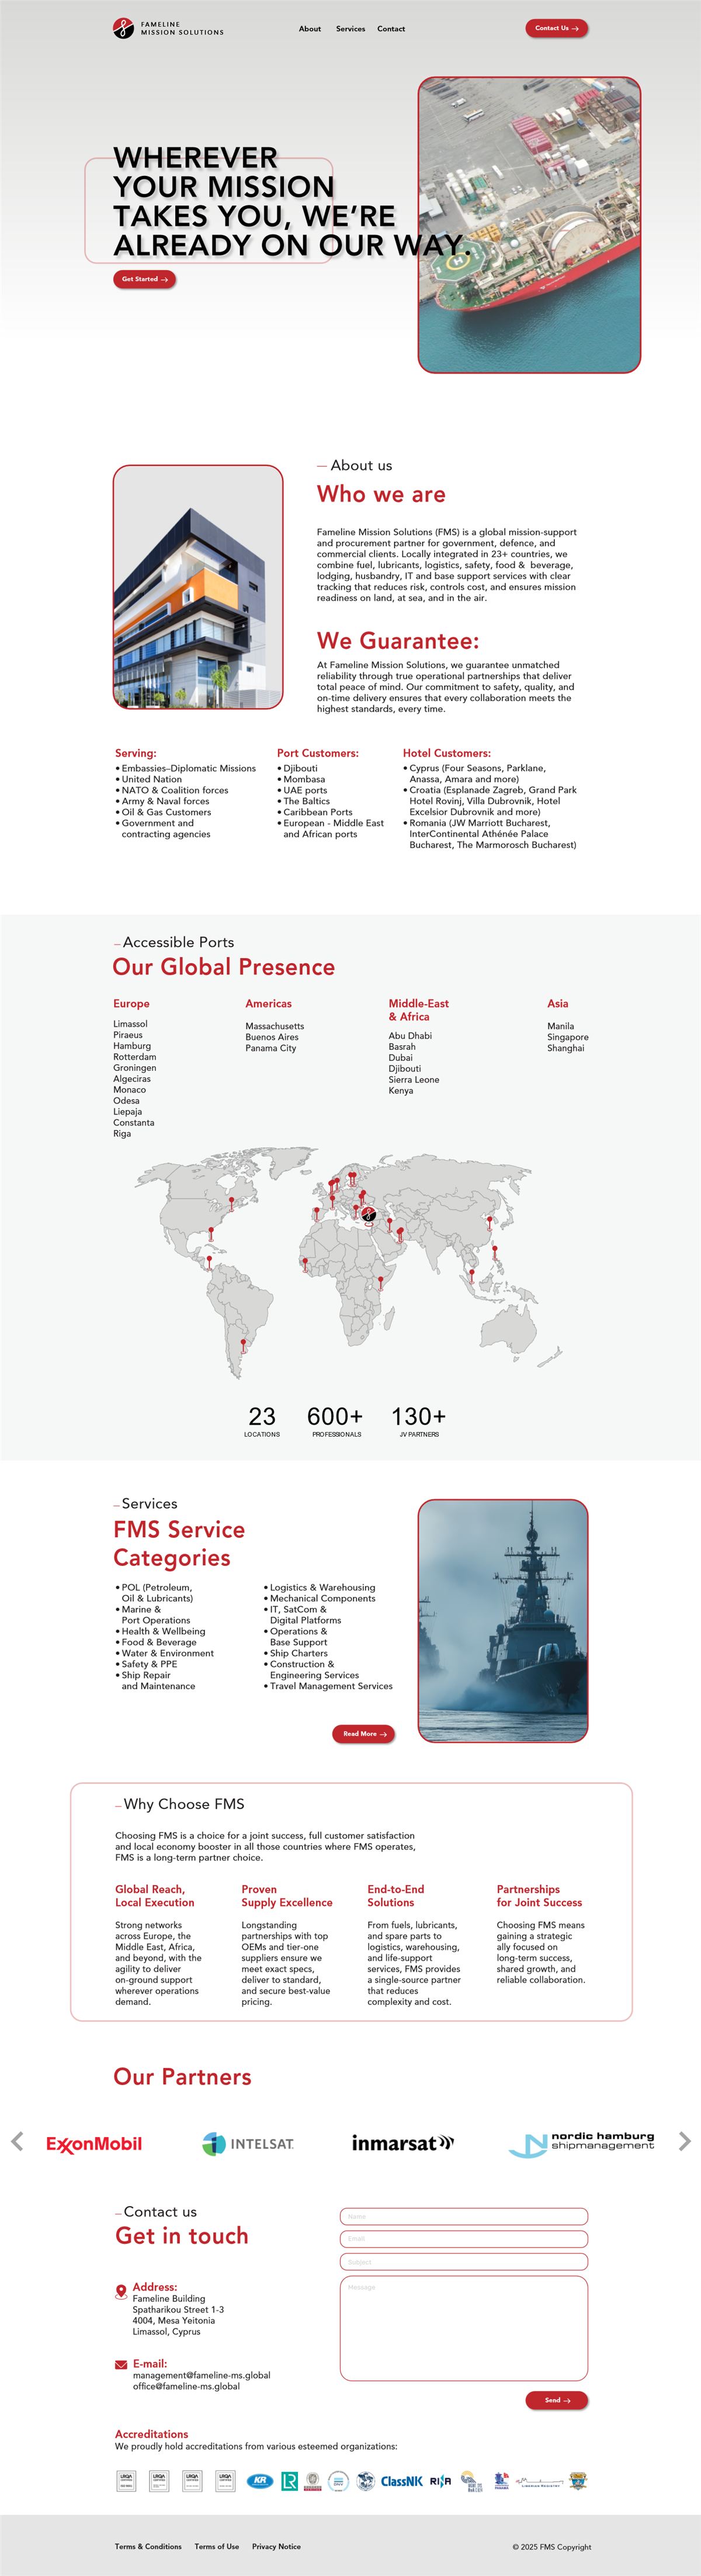 FAMELINE
MISSION SOLUTIONS
About
Services
Contact
Contact Us
WHEREVER
YOUR MISSION
TAKES YOU, WE'RE
ALREADY ON OUR WAY.
Get Started
About us
Who we are
Fameline Mission Solutions (FMS) is a global mission-support
and procurement partner for government, defence, and
commercial clients. Locally integrated in 23+ countries, we
combine fuel, lubricants, logistics, safety, food & beverage,
lodging, husbandry, IT and base support services with clear
tracking that reduces risk, controls cost, and ensures mission
readiness on land, at sea, and in the air.
We Guarantee:
At Fameline Mission Solutions, we guarantee unmatched
reliability through true operational partnerships that deliver
total peace of mind. Our commitment to safety, quality, and
on-time delivery ensures that every collaboration meets the
highest standards, every time.
Serving:
• Embassies–Diplomatic Missions
• United Nation
• NATO & Coalition forces
• Army & Naval forces
• Oil & Gas Customers
• Government and
contracting agencies
Port Customers:
• Djibouti
• Mombasa
• UAE ports
• The Baltics
• Caribbean Ports
• European - Middle East
and African ports
Hotel Customers:
• Cyprus (Four Seasons, Parklane,
Anassa, Amara and more)
• Croatia (Esplanade Zagreb, Grand Park
Hotel Rovinj, Villa Dubrovnik, Hotel
Excelsior Dubrovnik and more)
• Romania (JW Marriott Bucharest,
InterContinental Athénée Palace
Bucharest, The Marmorosch Bucharest)
Accessible Ports
Our Global Presence
Europe
Limassol
Piraeus
Hamburg
Rotterdam
Groningen
Algeciras
Monaco
Odesa
Liepaja
Constanta
Riga
Americas
Massachusetts
Buenos Aires
Panama City
Middle-East
& Africa
Abu Dhabi
Basrah
Dubai
Djibouti
Sierra Leone
Kenya
Asia
Manila
Singapore
Shanghai
23
LOCATIONS
600+
PROFESSIONALS
130+
JV PARTNERS
Services
FMS Service
Categories
• POL (Petroleum,
Oil & Lubricants)
• Marine &
Port Operations
• Health & Wellbeing
• Food & Beverage
• Water & Environment
• Safety & PPE
• Ship Repair
and Maintenance
• Logistics & Warehousing
• Mechanical Components
• IT, SatCom &
Digital Platforms
• Operations &
Base Support
• Ship Charters
• Construction &
Engineering Services
• Travel Management Services
Read More
Why Choose FMS
Choosing FMS is a choice for a joint success, full customer satisfaction
and local economy booster in all those countries where FMS operates,
FMS is a long-term partner choice.
Global Reach,
Local Execution
Strong networks
across Europe, the
Middle East, Africa,
and beyond, with the
agility to deliver
on-ground support
wherever operations
demand.
Proven
Supply Excellence
Longstanding
partnerships with top
OEMs and tier-one
suppliers ensure we
meet exact specs,
deliver to standard,
and secure best-value
pricing.
End-to-End
Solutions
From fuels, lubricants,
and spare parts to
logistics, warehousing,
and life-support
services, FMS provides
a single-source partner
that reduces
complexity and cost.
Partnerships
for Joint Success
Choosing FMS means
gaining a strategic
ally focused on
long-term success,
shared growth, and
reliable collaboration.
Our Partners
ExxonMobil
INTELSAT
inmarsat
nordic hamburg
shipmanagement
Contact us
Get in touch
Address:
Fameline Building
Spatharikou Street 1-3
4004, Mesa Yeitonia
Limassol, Cyprus
E-mail:
management@fameline-ms.global
office@fameline-ms.global
Name
Email
Subject
Message
Send
Accreditations
We proudly hold accreditations from various esteemed organizations:
LRQA
LRQA
LRQA
LRQA
KR
LR
ClassNK
RINA
Terms & Conditions
Terms of Use
Privacy Notice
© 2025 FMS Copyright